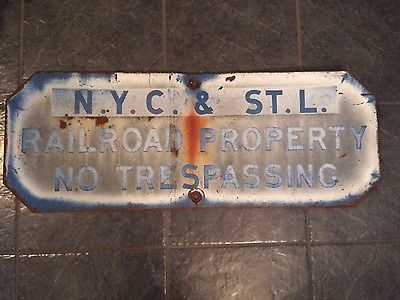 N.Y.C. & ST.L.
RAILROAD PROPERTY
NO TRESPASSING